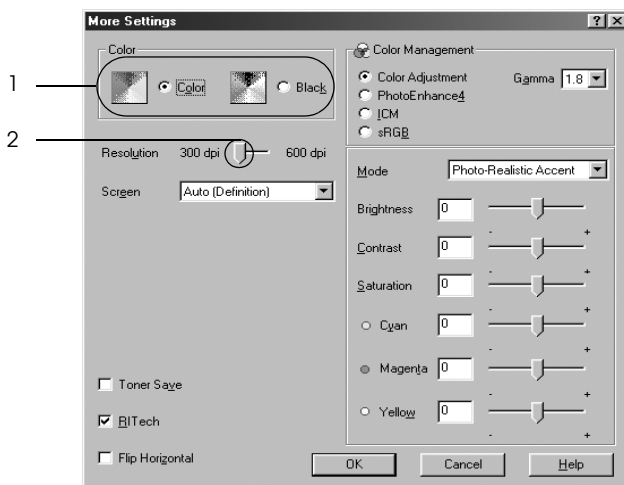 More Settings
1
2
Color
Color
Black
Resolution 300 dpi 600 dpi
Screen Auto (Definition)
Toner Save
RITech
Flip Horizontal
Color Management
Color Adjustment
PhotoEnhance4
ICM
sRGB
Gamma 1.8
Mode Photo-Realistic Accent
Brightness 0
- +
Contrast 0
- +
Saturation 0
- +
Cyan 0
- +
Magenta 0
- +
Yellow 0
- +
OK Cancel Help